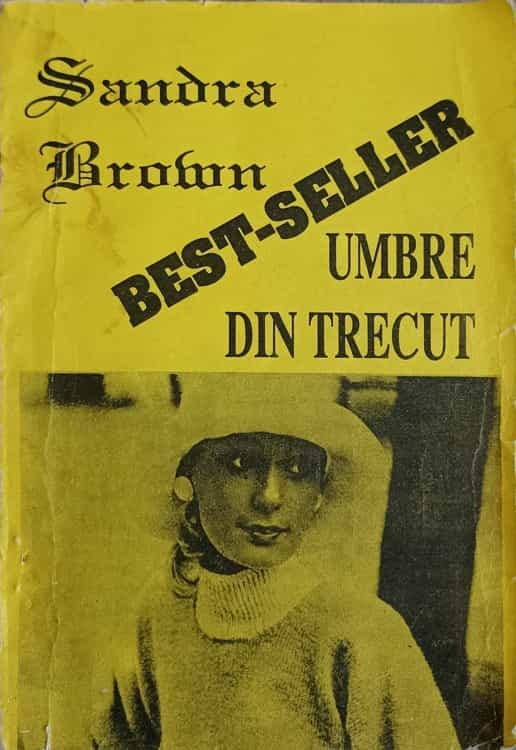 Sandra
Brown
BEST-SELLER
UMBRE
DIN TRECUT